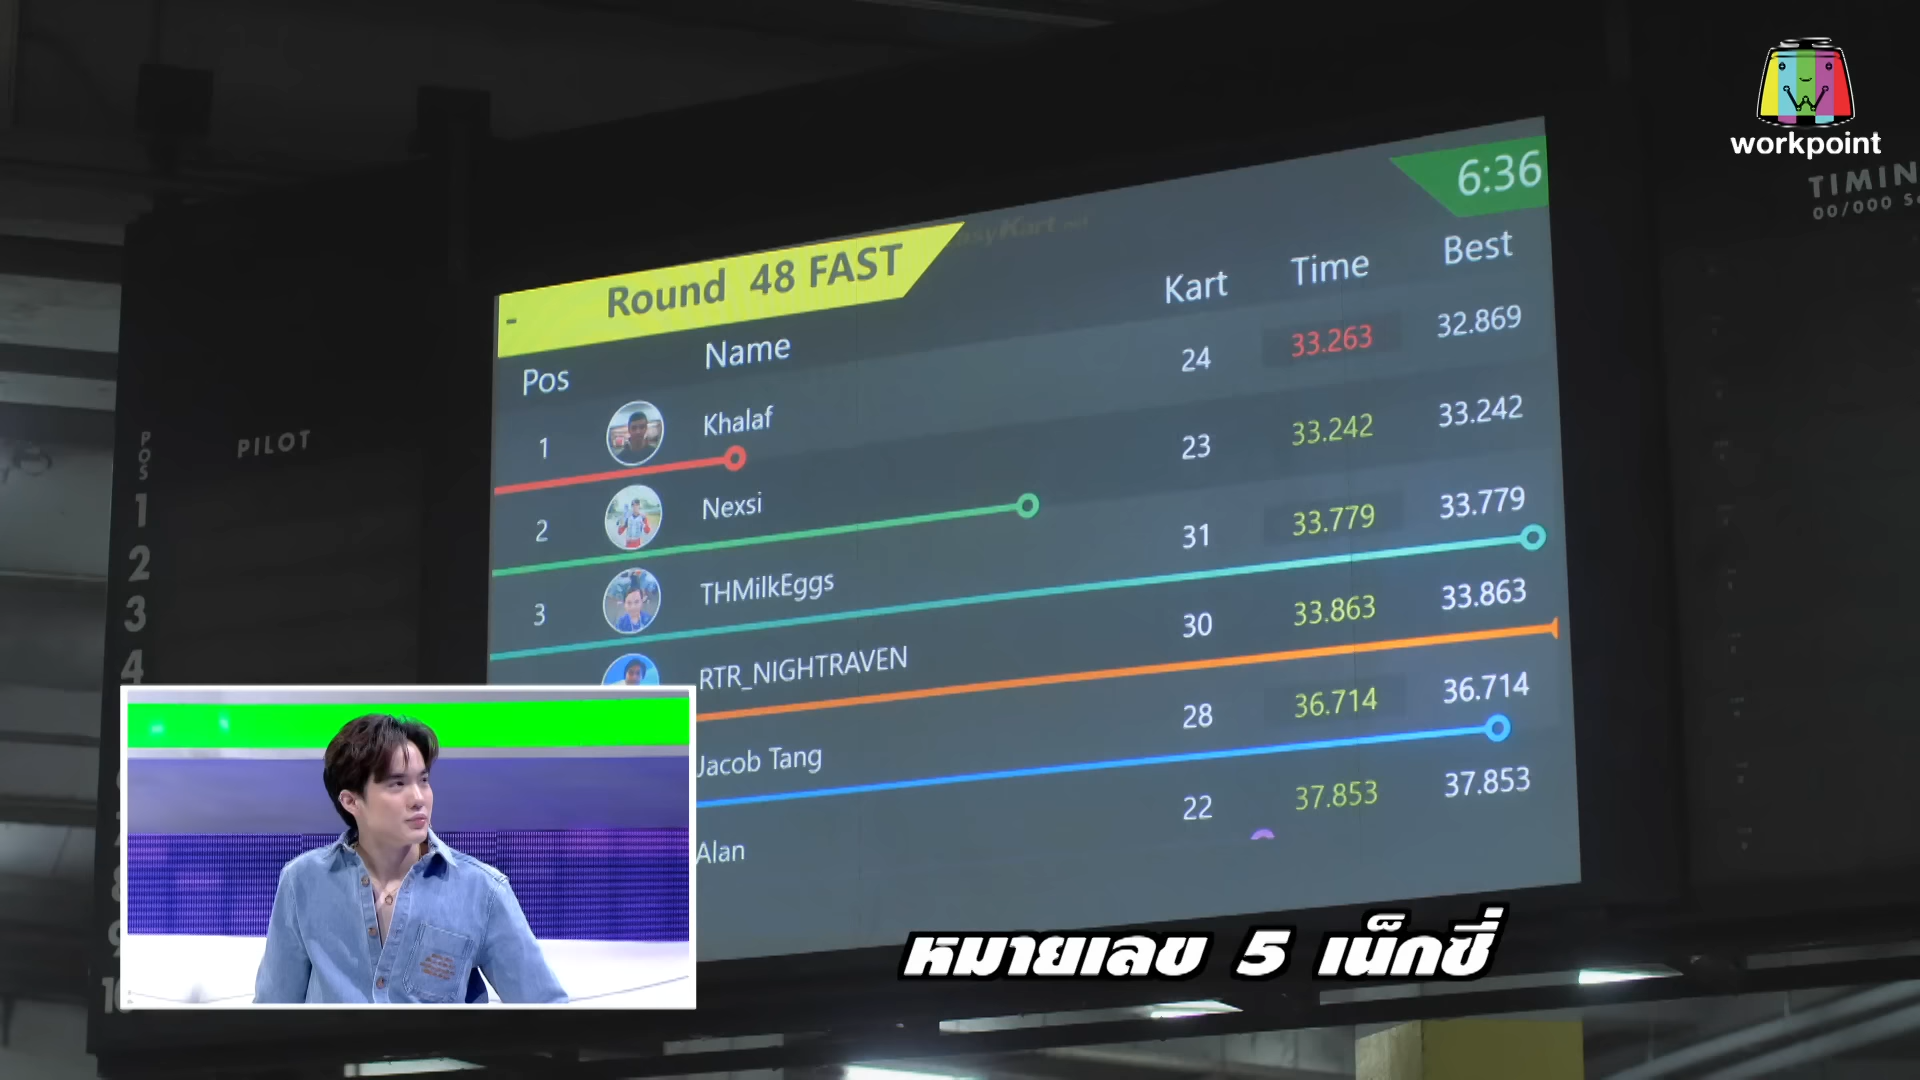 workpoint
TIMIN
00/000 S
6:36
- Round 48 FAST
Pos Name Kart Time Best
1 Khalaf 24 33.263 32.869
2 Nexsi 23 33.242 33.242
3 THMilkEggs 31 33.779 33.779
RTR_NIGHTRAVEN 30 33.863 33.863
Jacob Tang 28 36.714 36.714
Alan 22 37.853 37.853
POS PILOT
1
2
3
4
8
9
10
หมายเลข 5 เน็กซี่